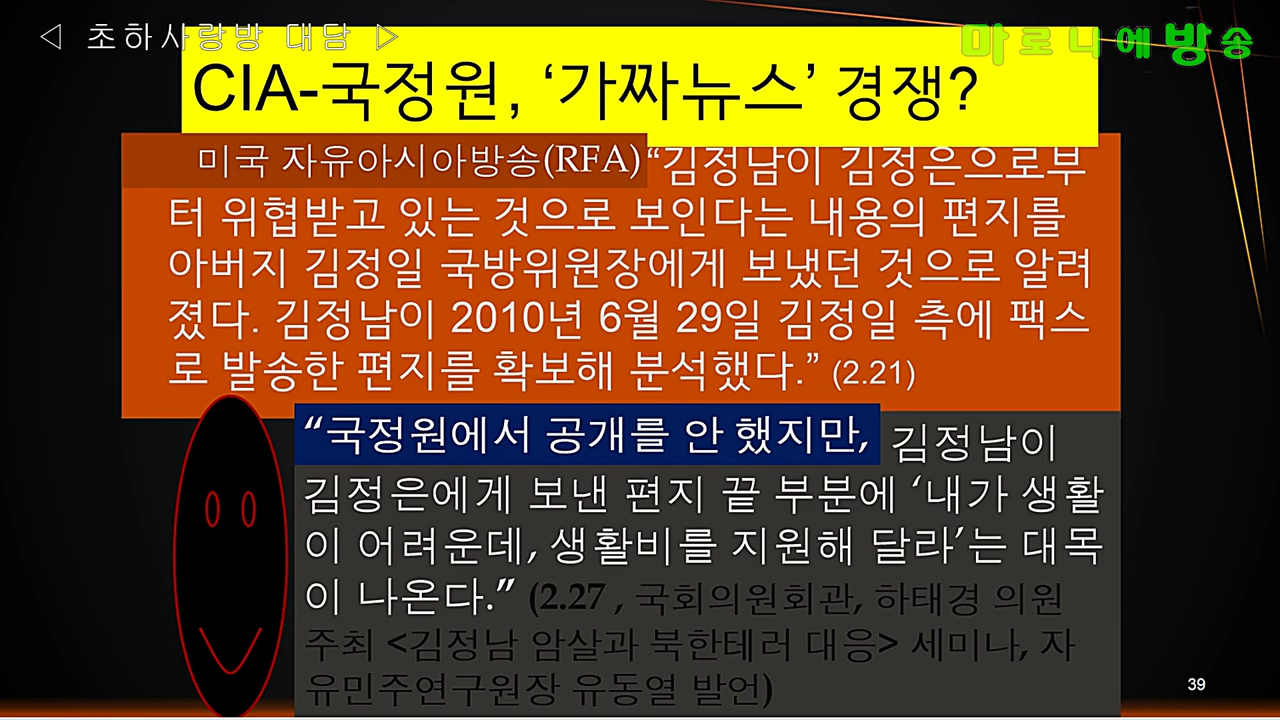 ◁ 초하사랑방 대담 ▷
마로니에방송
CIA-국정원, ‘가짜뉴스’ 경쟁?
미국 자유아시아방송(RFA) “김정남이 김정은으로부
터 위협받고 있는 것으로 보인다는 내용의 편지를
아버지 김정일 국방위원장에게 보냈던 것으로 알려
졌다. 김정남이 2010년 6월 29일 김정일 측에 팩스
로 발송한 편지를 확보해 분석했다.” (2.21)
“국정원에서 공개를 안 했지만, 김정남이
김정은에게 보낸 편지 끝 부분에 ‘내가 생활
이 어려운데, 생활비를 지원해 달라’는 대목
이 나온다.” (2.27 , 국회의원회관, 하태경 의원
주최 <김정남 암살과 북한테러 대응> 세미나, 자
유민주연구원장 유동열 발언)
39